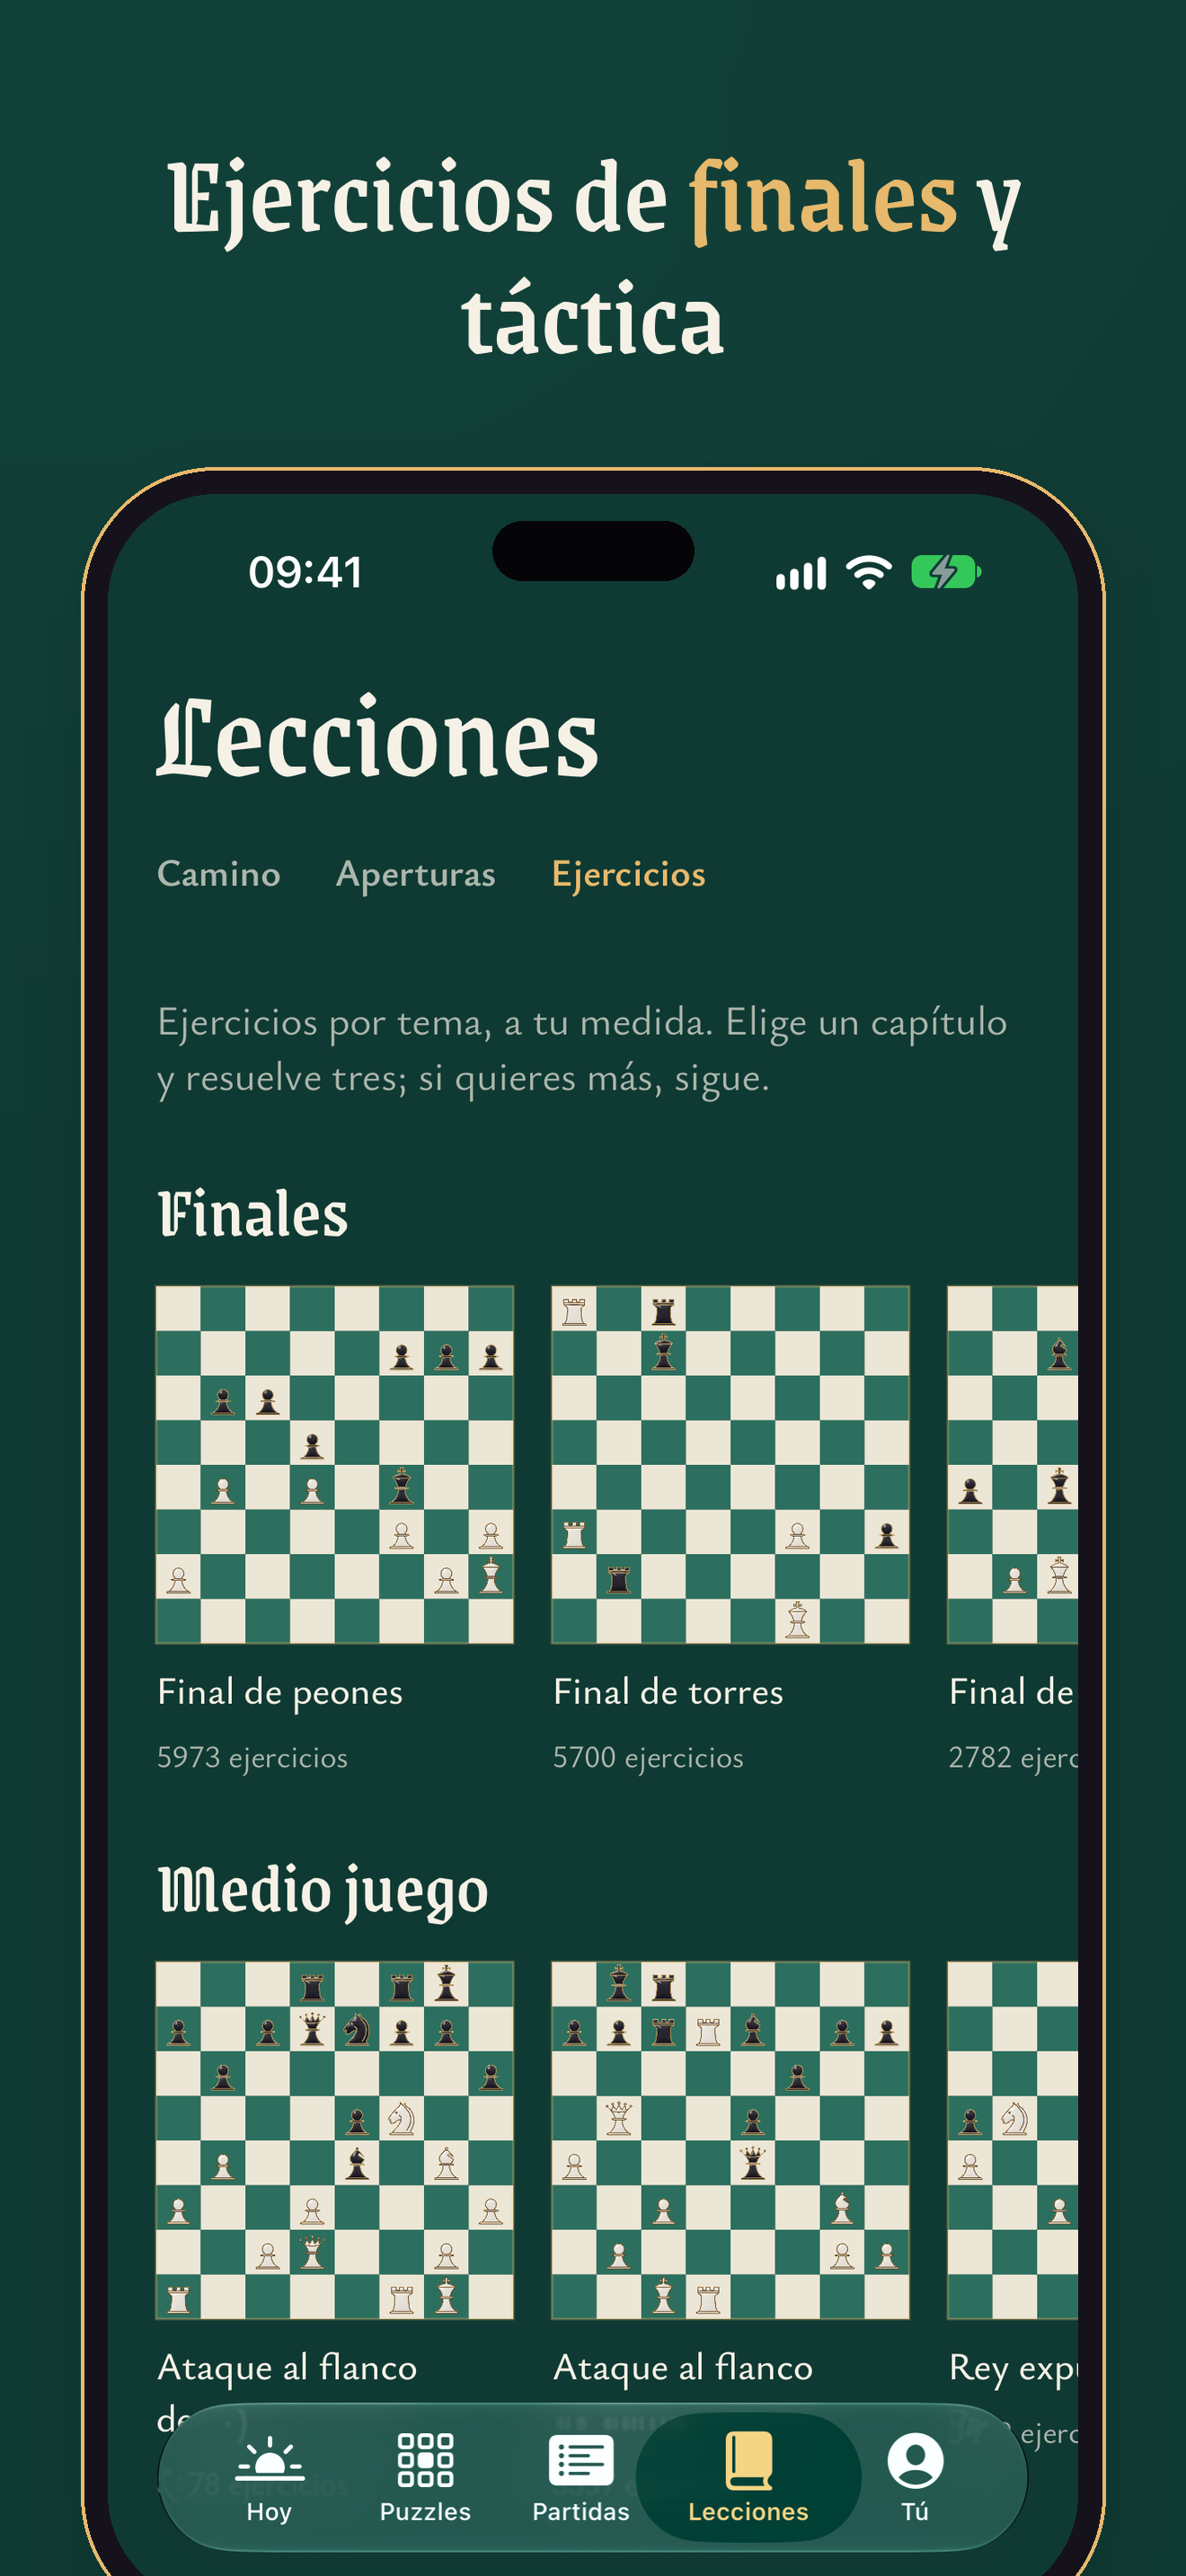 Ejercicios de finales y
táctica
09:41
Lecciones
Camino Aperturas Ejercicios
Ejercicios por tema, a tu medida. Elige un capítulo
y resuelve tres; si quieres más, sigue.
Finales
Final de peones Final de torres Final de
5973 ejercicios 5700 ejercicios 2782
Medio juego
Ataque al flanco Ataque al flanco Rey
Hoy Puzzles Partidas Lecciones Tú